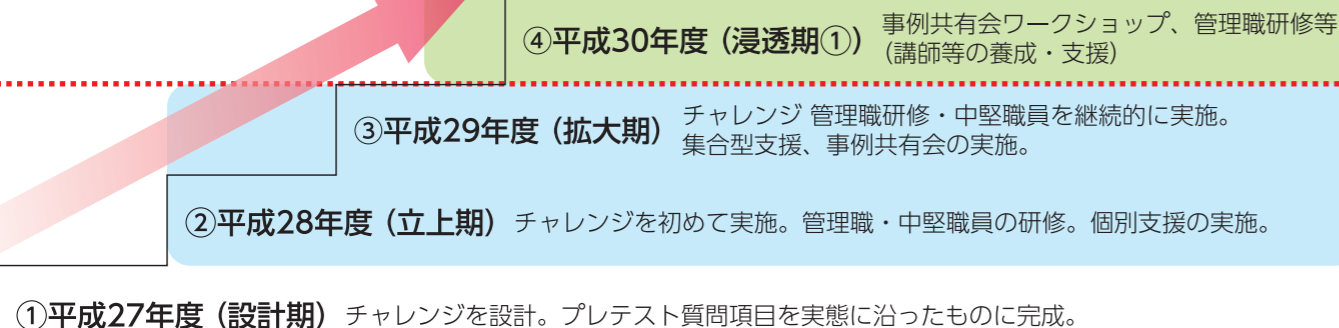 ④平成30年度（浸透期①） 事例共有会ワークショップ、管理職研修等
（講師等の養成・支援）
③平成29年度（拡大期） チャレンジ 管理職研修・中堅職員を継続的に実施。
集合型支援、事例共有会の実施。
②平成28年度（立上期） チャレンジを初めて実施。管理職・中堅職員の研修。個別支援の実施。
①平成27年度（設計期） チャレンジを設計。プレテスト質問項目を実態に沿ったものに完成。